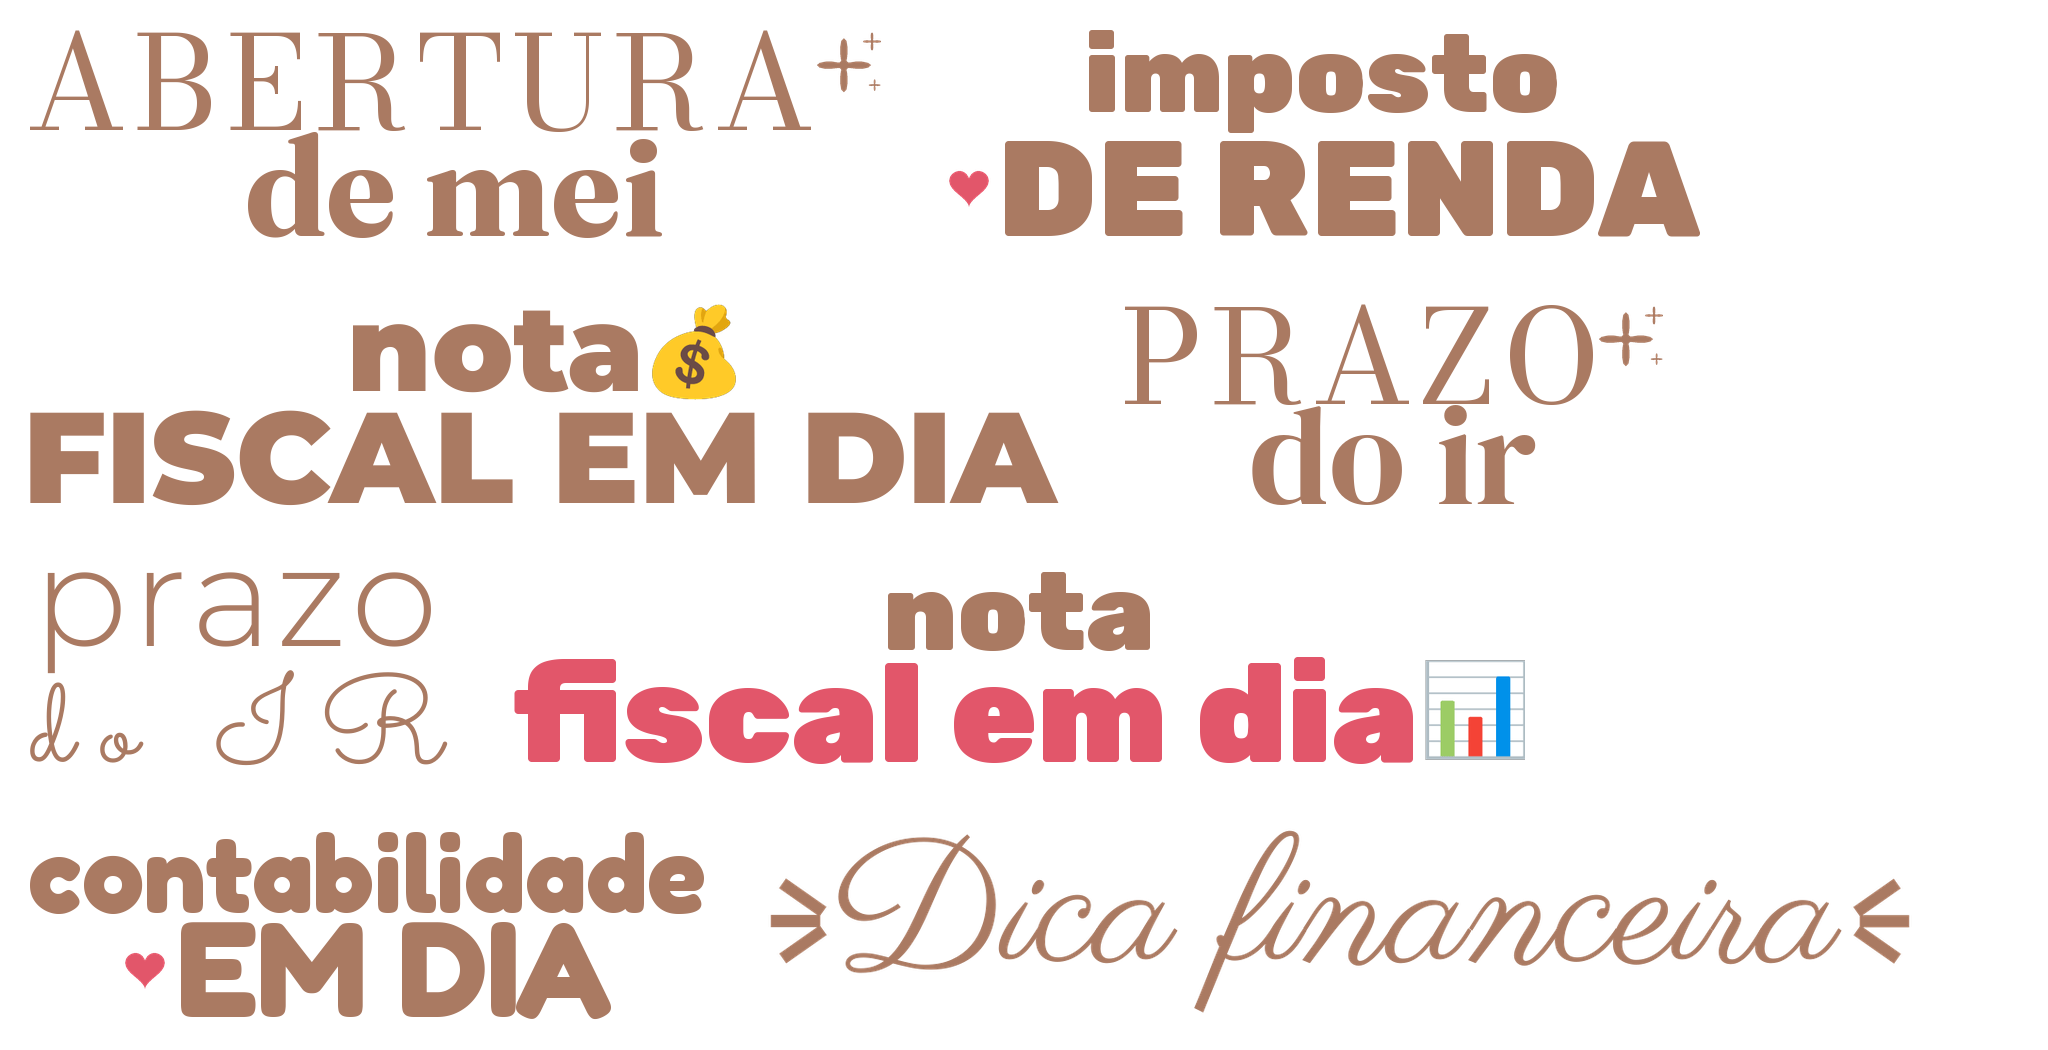 ABERTURA
de mei
imposto
DE RENDA
nota
FISCAL EM DIA
PRAZO
do ir
prazo
do IR
nota
fiscal em dia
contabilidade
EM DIA
Dica financeira